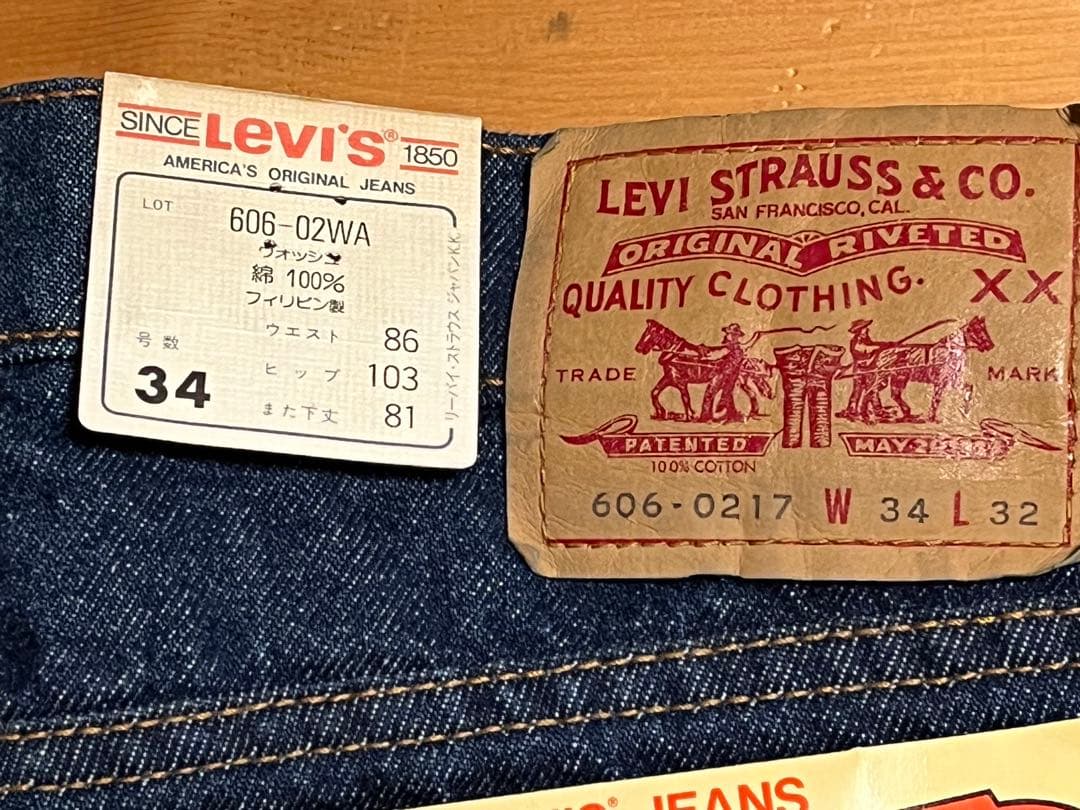 SINCE Levi's® 1850
AMERICA'S ORIGINAL JEANS
LOT
606-02WA
ウォッシュ
綿 100%
フィリピン製
号数
34
ウエスト 86
ヒップ 103
また下丈 81
リーバイ・ストラウス ジャパンK.K.
LEVI STRAUSS & CO.
SAN FRANCISCO, CAL.
ORIGINAL RIVETED
QUALITY CLOTHING. XX
TRADE MARK
PATENTED MAY
100% COTTON
606-0217 W 34 L 32
JEANS